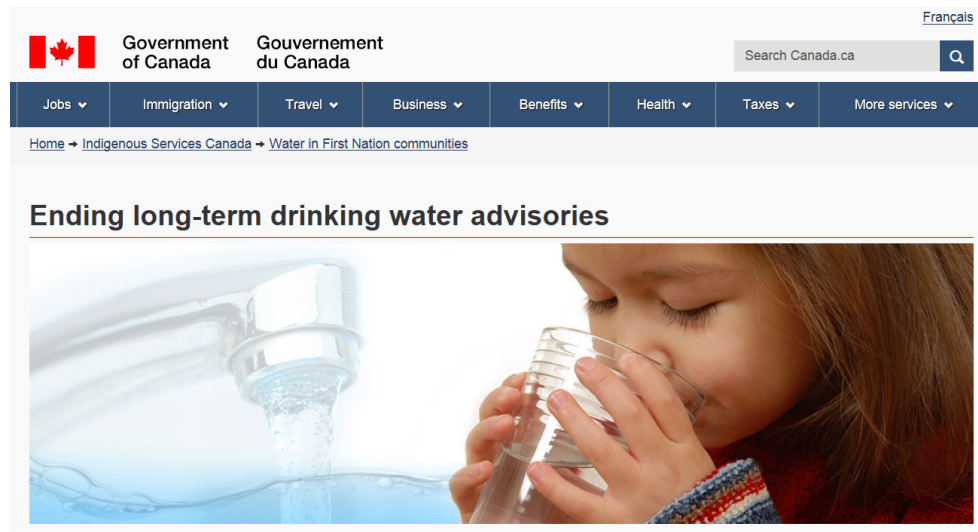 Français
Government of Canada
Gouvernement du Canada
Search Canada.ca
Jobs Immigration Travel Business Benefits Health Taxes More services
Home → Indigenous Services Canada → Water in First Nation communities
Ending long-term drinking water advisories